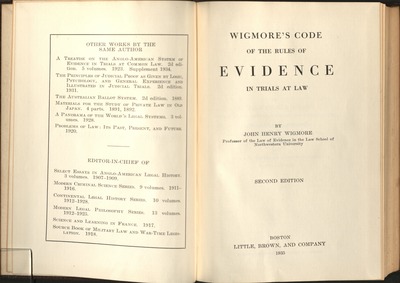 OTHER WORKS BY THE
SAME AUTHOR
A TREATISE ON THE ANGLO-AMERICAN SYSTEM OF
EVIDENCE IN TRIALS AT COMMON LAW. 2d edi-
tion. 5 volumes. 1923. Supplement 1934.
THE PRINCIPLES OF JUDICIAL PROOF AS GIVEN BY LOGIC,
PSYCHOLOGY, AND GENERAL EXPERIENCE AND
ILLUSTRATED IN JUDICIAL TRIALS. 2d edition
1931.
THE AUSTRALIAN BALLOT SYSTEM. 2d edition. 1889.
MATERIALS FOR THE STUDY OF PRIVATE LAW IN OLD
JAPAN. 4 parts. 1891, 1892.
A PANORAMA OF THE WORLD'S LEGAL SYSTEMS. 3 vol-
umes. 1928.
PROBLEMS OF LAW: ITS PAST, PRESENT, AND FUTURE
1920.
EDITOR-IN-CHIEF OF
SELECT ESSAYS IN ANGLO-AMERICAN LEGAL HISTORY.
3 volumes. 1907-1909.
MODERN CRIMINAL SCIENCE SERIES. 9 volumes. 1911-
1916.
CONTINENTAL LEGAL HISTORY SERIES. 10 volumes.
1912-1928.
MODERN LEGAL PHILOSOPHY SERIES. 13 volumes.
1912-1925.
SCIENCE AND LEARNING IN FRANCE. 1917.
SOURCE BOOK OF MILITARY LAW AND WAR-TIME LEGIS-
LATION. 1918.
WIGMORE'S CODE
OF THE RULES OF
EVIDENCE
IN TRIALS AT LAW
BY
JOHN HENRY WIGMORE
Professor of the Law of Evidence in the Law School of
Northwestern University
SECOND EDITION
BOSTON
LITTLE, BROWN, AND COMPANY
1935